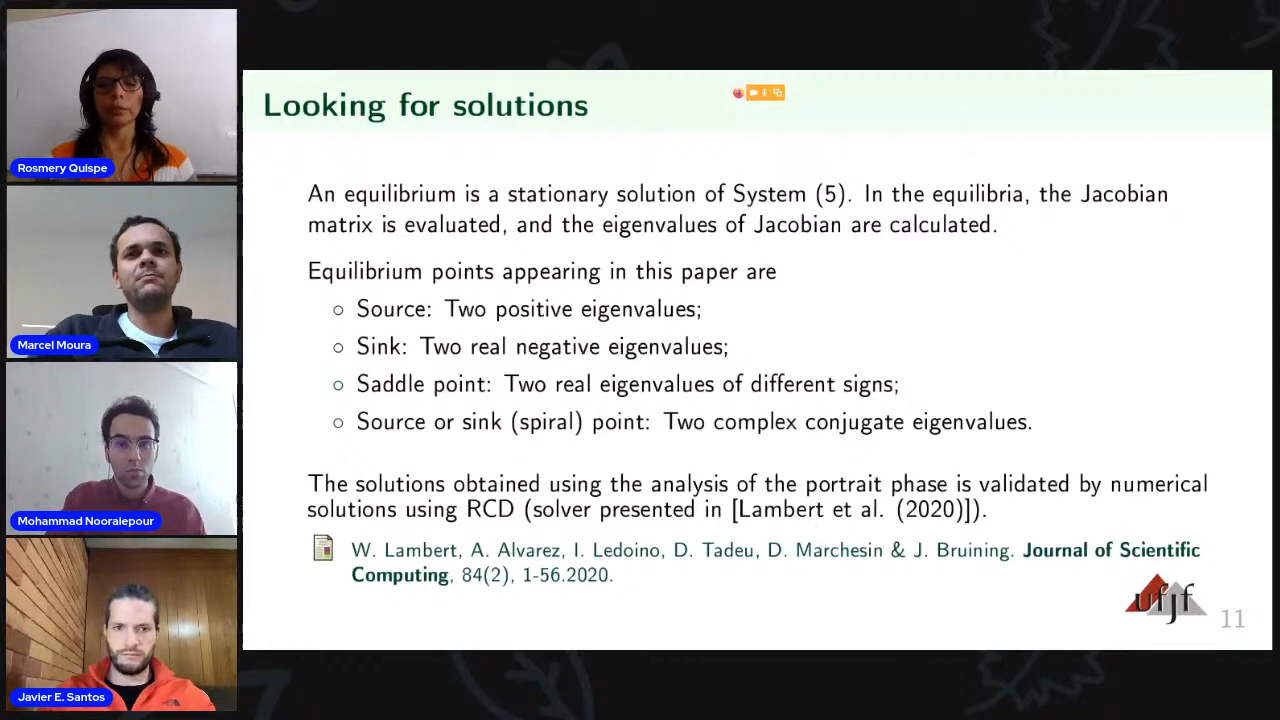 Looking for solutions
An equilibrium is a stationary solution of System (5). In the equilibria, the Jacobian
matrix is evaluated, and the eigenvalues of Jacobian are calculated.
Equilibrium points appearing in this paper are
Source: Two positive eigenvalues;
Sink: Two real negative eigenvalues;
Saddle point: Two real eigenvalues of different signs;
Source or sink (spiral) point: Two complex conjugate eigenvalues.
The solutions obtained using the analysis of the portrait phase is validated by numerical
solutions using RCD (solver presented in [Lambert et al. (2020)]).
W. Lambert, A. Alvarez, I. Ledoino, D. Tadeu, D. Marchesin & J. Bruining. Journal of Scientific
Computing, 84(2), 1-56.2020.
ufjf
11
Rosmery Quispe
Marcel Moura
Mohammad Nooraiepour
Javier E. Santos